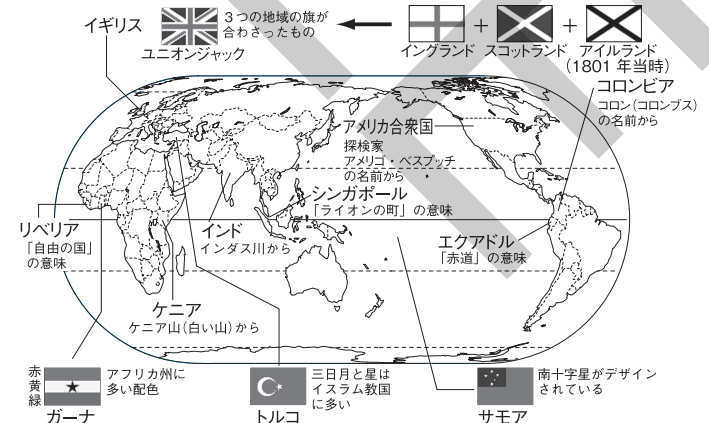 イギリス
ユニオンジャック
3つの地域の旗が
合わさったもの
イングランド
+
スコットランド
+
アイルランド
(1801 年当時)
コロンビア
コロン(コロンブス)
の名前から
アメリカ合衆国
探検家
アメリゴ・ベスプッチ
の名前から
シンガポール
「ライオンの町」の意味
リベリア
「自由の国」
の意味
インド
インダス川から
エクアドル
「赤道」の意味
ケニア
ケニア山(白い山)から
赤
黄
緑
アフリカ州に
多い配色
ガーナ
三日月と星は
イスラム教国
に多い
トルコ
南十字星がデザイン
されている
サモア